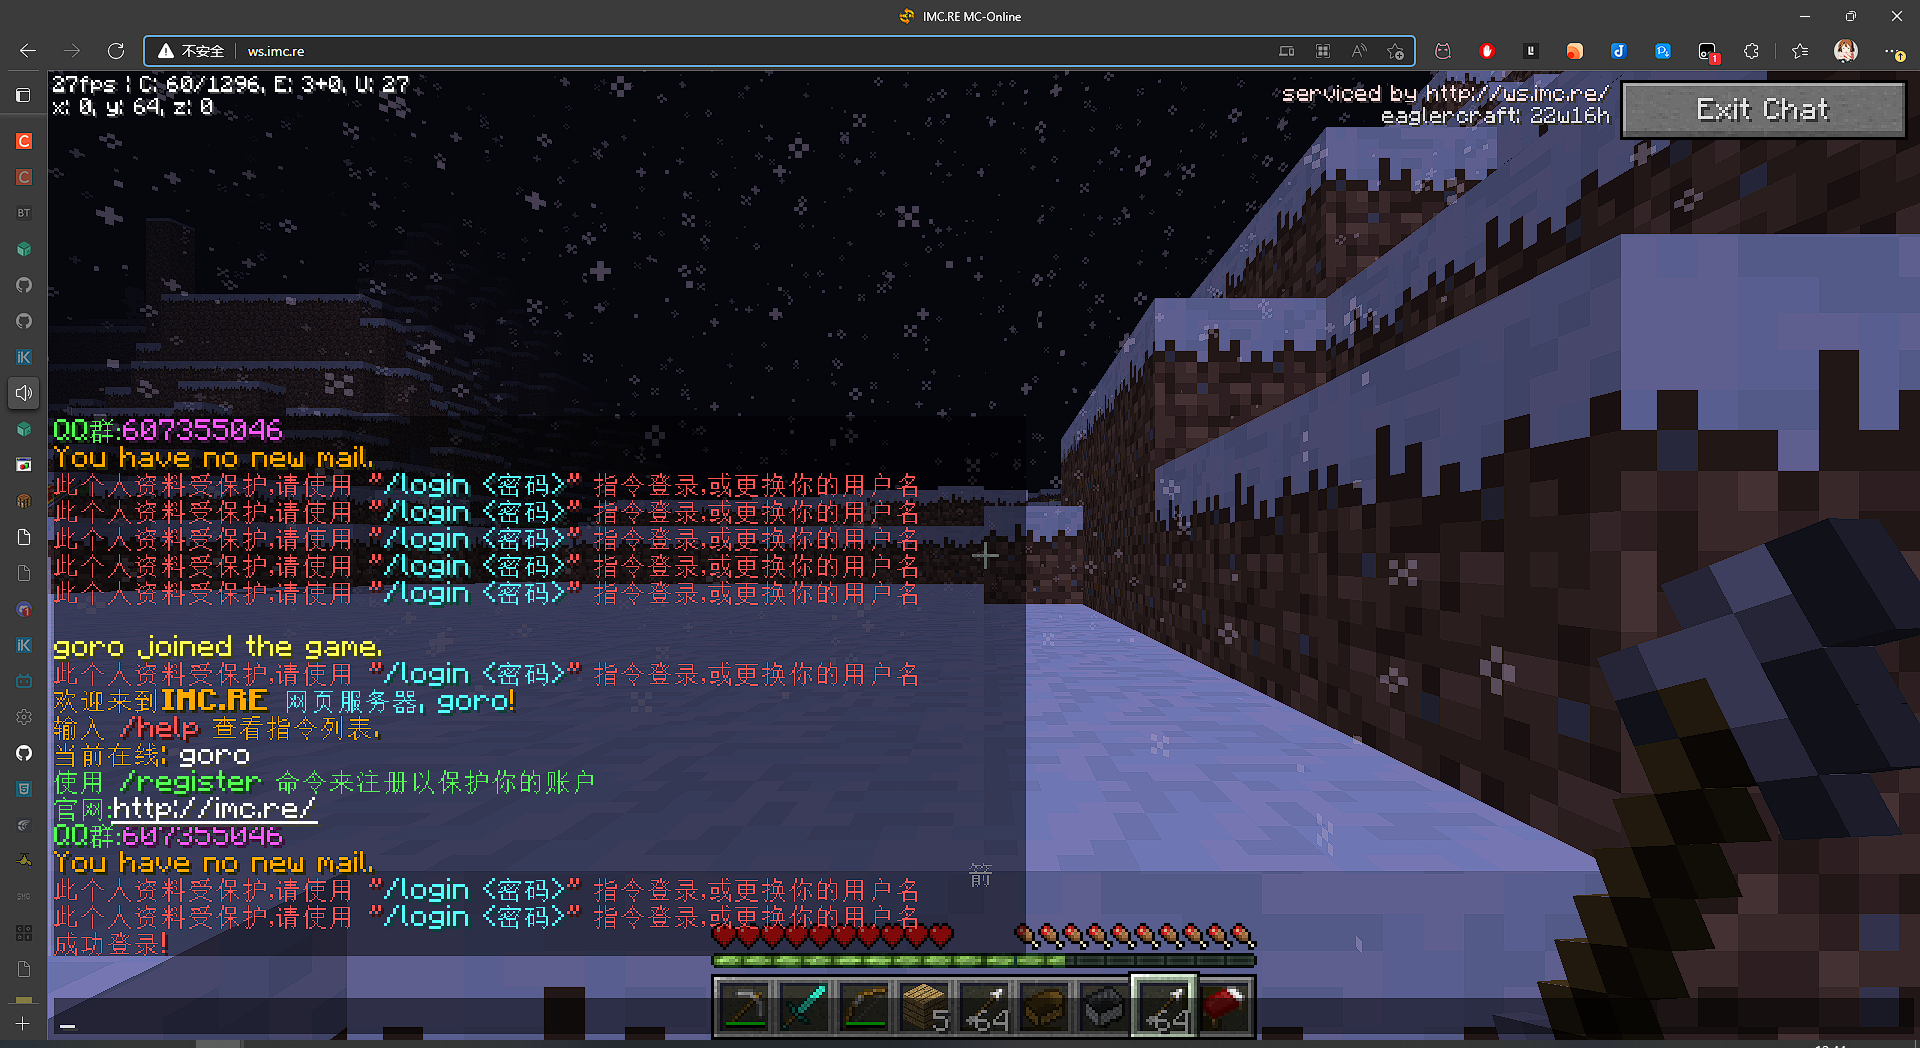 IMC.RE MC-Online
不安全
ws.imc.re
27fps | C: 60/1296, E: 3+0, U: 27
x: 0, y: 64, z: 0
serviced by http://ws.imc.re/
eaglercraft: 22w16h
Exit Chat
QQ群:607355046
You have no new mail.
此个人资料受保护,请使用 "/login <密码>" 指令登录,或更换你的用户名
此个人资料受保护,请使用 "/login <密码>" 指令登录,或更换你的用户名
此个人资料受保护,请使用 "/login <密码>" 指令登录,或更换你的用户名
此个人资料受保护,请使用 "/login <密码>" 指令登录,或更换你的用户名
此个人资料受保护,请使用 "/login <密码>" 指令登录,或更换你的用户名
goro joined the game.
此个人资料受保护,请使用 "/login <密码>" 指令登录,或更换你的用户名
欢迎来到IMC.RE 网页服务器, goro!
输入 /help 查看指令列表.
当前在线: goro
使用 /register 命令来注册以保护你的账户
官网:http://imc.re/
QQ群:607355046
You have no new mail.
此个人资料受保护,请使用 "/login <密码>" 指令登录,或更换你的用户名
此个人资料受保护,请使用 "/login <密码>" 指令登录,或更换你的用户名
成功登录!
箭
5
64
64